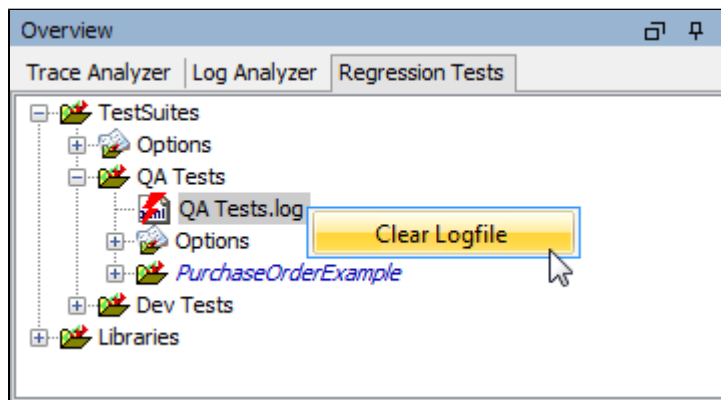 Overview
Trace Analyzer Log Analyzer Regression Tests
TestSuites
Options
QA Tests
QA Tests.log
Clear Logfile
Options
PurchaseOrderExample
Dev Tests
Libraries